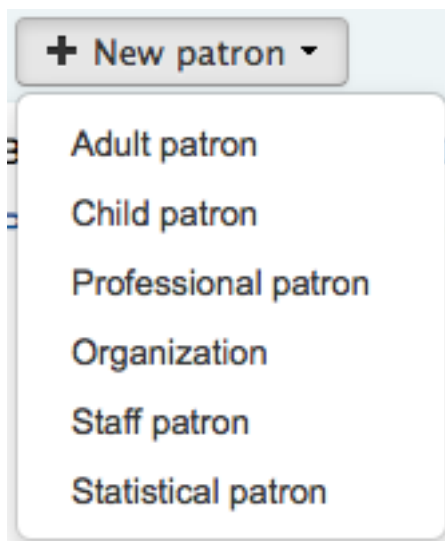 + New patron
Adult patron
Child patron
Professional patron
Organization
Staff patron
Statistical patron